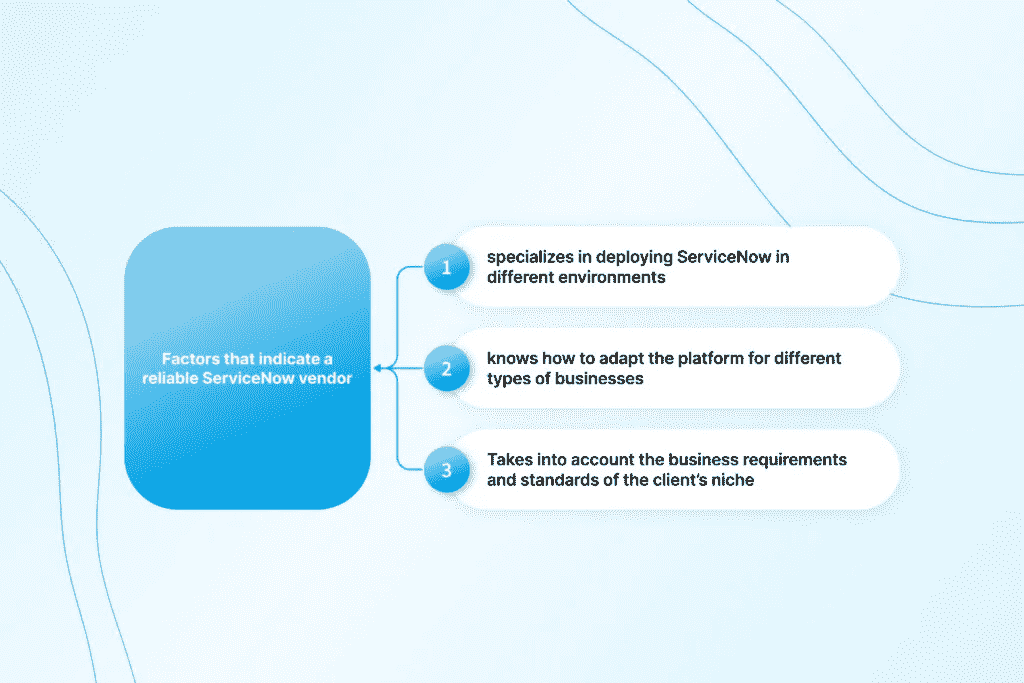 Factors that indicate a
reliable ServiceNow vendor
1
specializes in deploying ServiceNow in
different environments
2
knows how to adapt the platform for different
types of businesses
3
Takes into account the business requirements
and standards of the client's niche